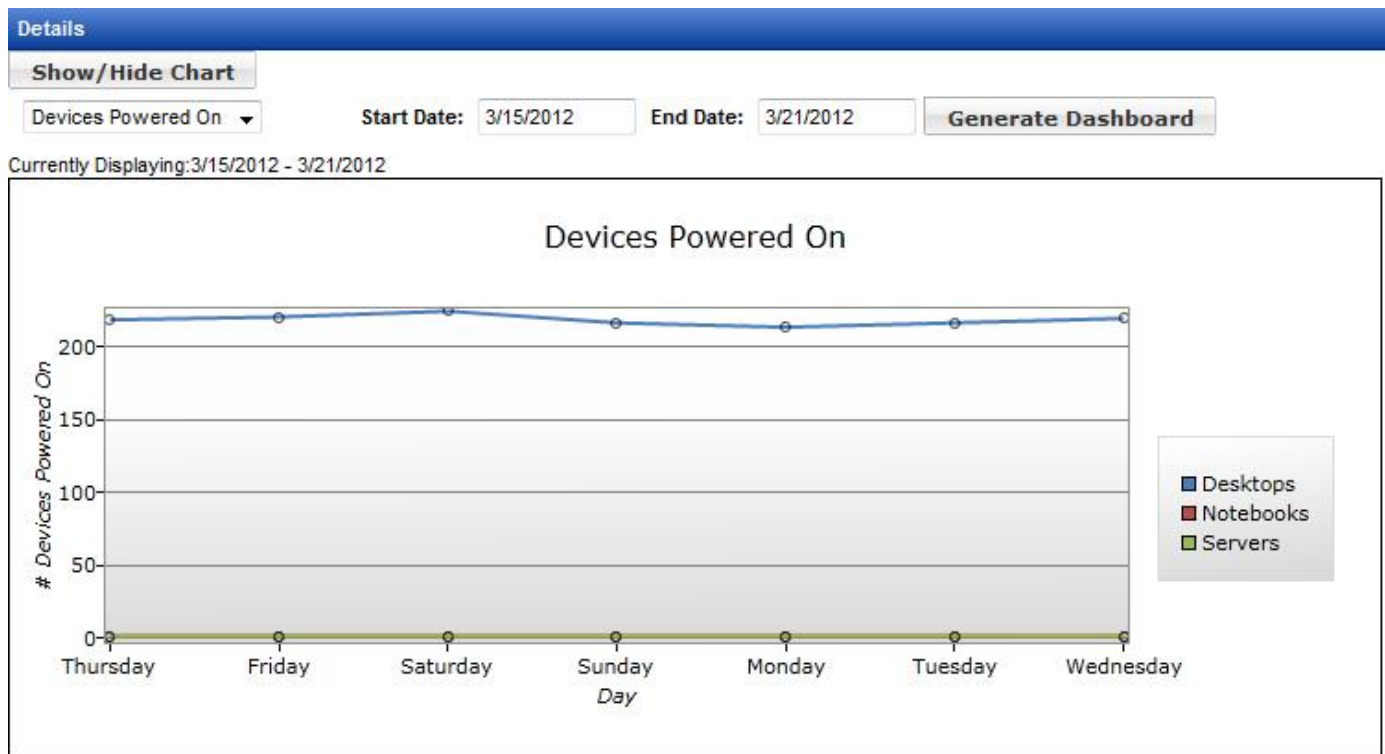 Details
Show/Hide Chart
Devices Powered On Start Date: 3/15/2012 End Date: 3/21/2012 Generate Dashboard
Currently Displaying:3/15/2012 - 3/21/2012
Devices Powered On
# Devices Powered On
200
150
100
50
0
Thursday Friday Saturday Sunday Monday Tuesday Wednesday
Day
Desktops
Notebooks
Servers